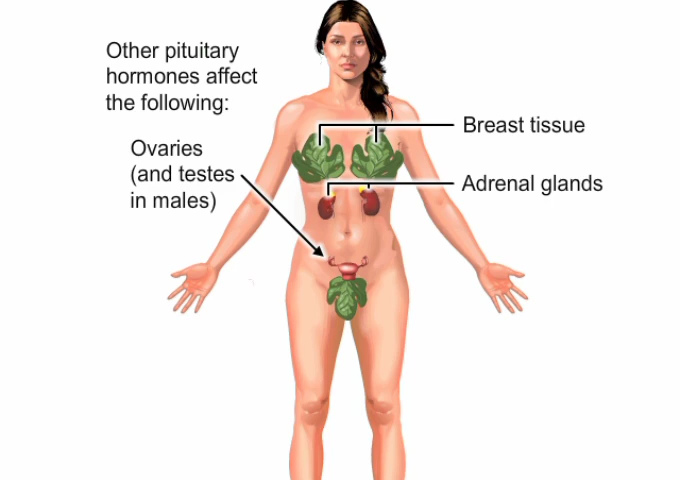 Other pituitary
hormones affect
the following:
Ovaries
(and testes
in males)
Breast tissue
Adrenal glands